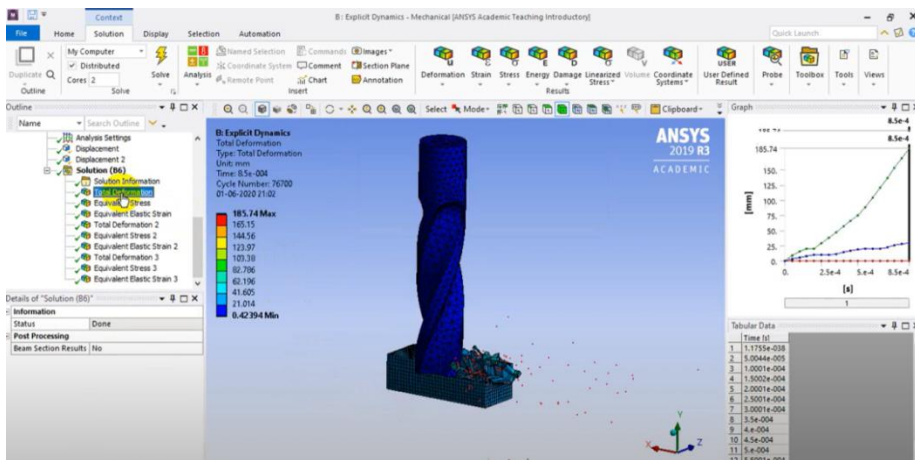 Context
B : Explicit Dynamics - Mechanical [ANSYS Academic Teaching Introductory]
File Home Solution Display Selection Automation
Quick Launch
Duplicate
My Computer
Distributed
Cores 2
Solve
Analysis
Named Selection
Coordinate System
Remote Point
Commands
Comment
Chart
Images
Section Plane
Annotation
Deformation Strain Stress Energy Damage Linearized Stress Volume Coordinate Systems
USER
User Defined Result
Probe Toolbox Tools Views
Outline Solve Insert Results
Outline
Name Search Outline
Select Mode Clipboard
Graph
Analysis Settings
Displacement
Displacement 2
Solution (B6)
Solution Information
Total Deformation
Equivalent Stress
Equivalent Elastic Strain
Total Deformation 2
Equivalent Stress 2
Equivalent Elastic Strain 2
Total Deformation 3
Equivalent Stress 3
Equivalent Elastic Strain 3
Details of "Solution (B6)"
Information
Status Done
Post Processing
Beam Section Results No
B: Explicit Dynamics
Total Deformation
Type: Total Deformation
Unit: mm
Time: 8.5e-004
Cycle Number: 76700
01-06-2020 21:02
185.74 Max
165.15
144.56
123.97
103.38
82.786
62.196
41.605
21.014
0.42394 Min
ANSYS
2019 R3
ACADEMIC
X
Y
Z
8.5e-4
8.5e-4
185.74
150.
125.
100.
75.
50.
25.
0.
[mm]
0. 2.5e-4 5.e-4 8.5e-4
[s]
1
Tabular Data
Time [s]
1 1.1755e-038
2 5.0044e-005
3 1.0001e-004
4 1.5002e-004
5 2.0001e-004
6 2.5001e-004
7 3.0001e-004
8 3.5e-004
9 4.e-004
10 4.5e-004
11 5.e-004